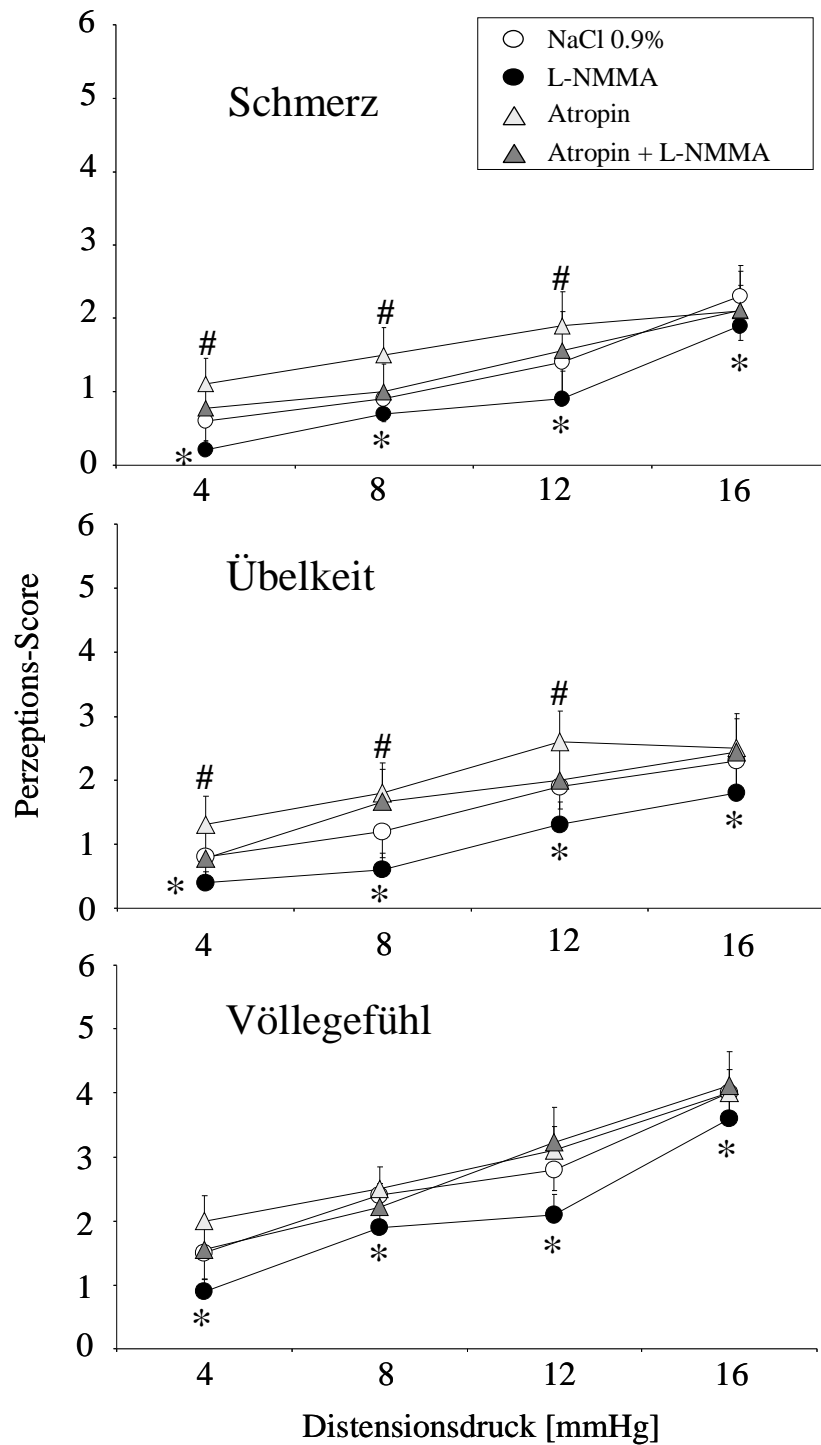 6
NaCl 0.9%
5
L-NMMA
Schmerz
Atropin
4
Atropin + L-NMMA
3
# # #
2
1
* * * *
0
4 8 12 16
6
Übelkeit
5
4
3
# # #
2
1
* * * *
0
4 8 12 16
6
Völlegefühl
5
4
3
2
1
* * * *
0
4 8 12 16
Perzeptions-Score
Distensionsdruck [mmHg]